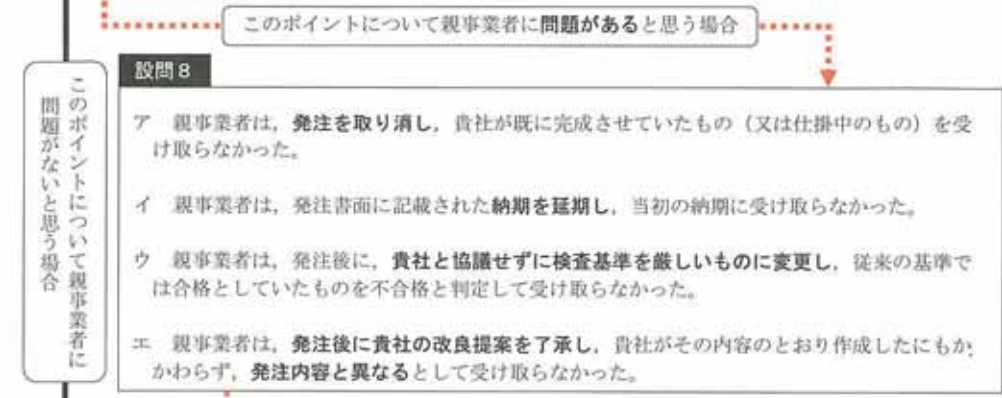 このポイントについて親事業者に問題があると思う場合
このポイントについて親事業者に
問題がないと思う場合
設問8
ア 親事業者は，発注を取り消し，貴社が既に完成させていたもの（又は仕掛中のもの）を受
け取らなかった。
イ 親事業者は，発注書面に記載された納期を延期し，当初の納期に受け取らなかった。
ウ 親事業者は，発注後に，貴社と協議せずに検査基準を厳しいものに変更し，従来の基準で
は合格としていたものを不合格と判定して受け取らなかった。
エ 親事業者は，発注後に貴社の改良提案を了承し，貴社がその内容のとおり作成したにもか
かわらず，発注内容と異なるとして受け取らなかった。